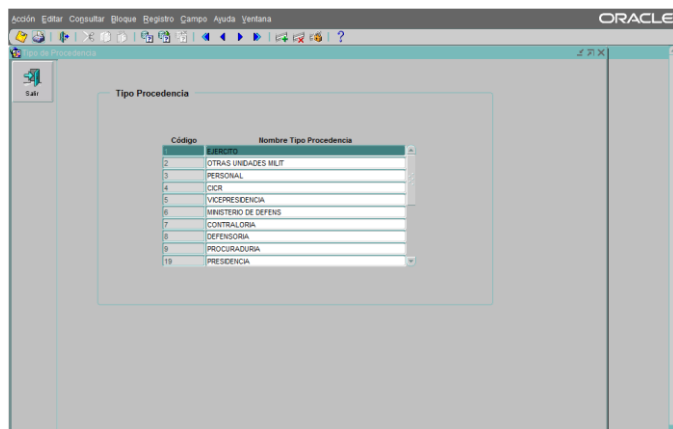 Acción Editar Consultar Bloque Registro Campo Ayuda Ventana
ORACLE
Tipo de Procedencia
Salir
Tipo Procedencia
Código Nombre Tipo Procedencia
1 EJERCITO
2 OTRAS UNIDADES MILIT
3 PERSONAL
4 CICR
5 VICEPRESIDENCIA
6 MINISTERIO DE DEFENS
7 CONTRALORIA
8 DEFENSORIA
9 PROCURADURIA
19 PRESIDENCIA